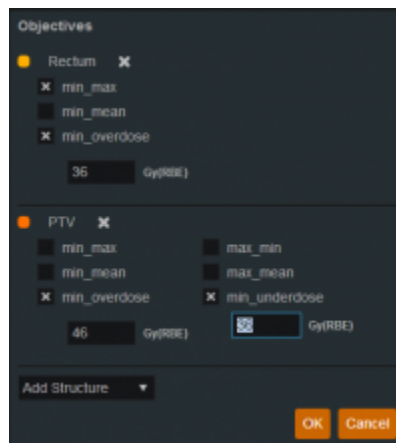 Objectives
Rectum
min_max
min_mean
min_overdose
36 Gy(RBE)
PTV
min_max max_min
min_mean max_mean
min_overdose min_underdose
46 Gy(RBE) Gy(RBE)
Add Structure
OK Cancel